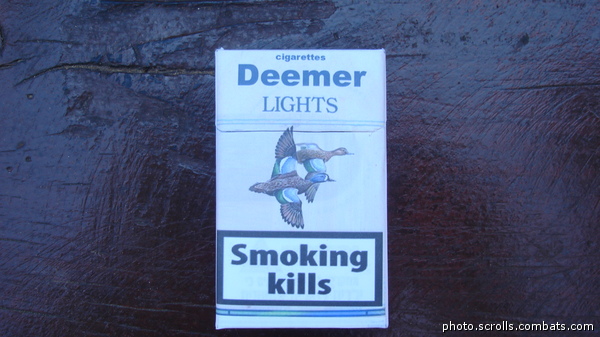 cigarettes
Deemer
LIGHTS
Smoking
kills
photo.scrolls.combats.com